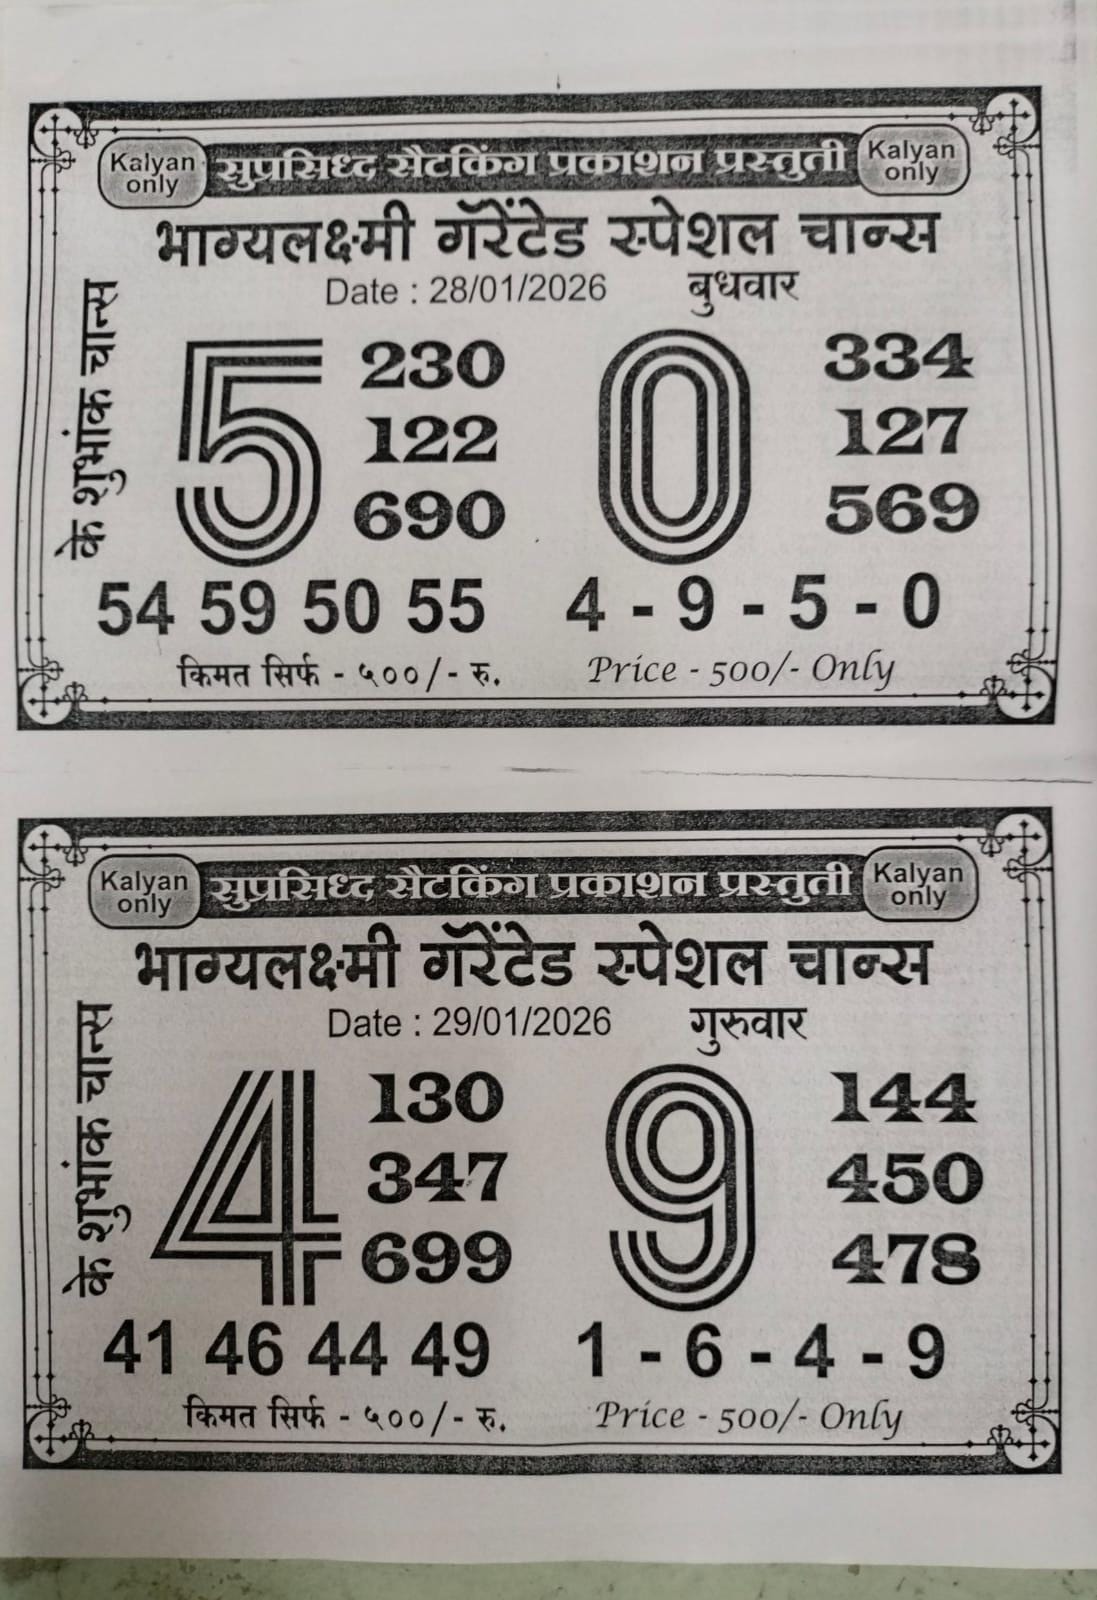 Kalyan only सुप्रसिध्द सैटकिंग प्रकाशन प्रस्तुती Kalyan only
भाग्यलक्ष्मी गॅरेंटेड स्पेशल चान्स
Date : 28/01/2026 बुधवार
के शुभांक चान्स
5 230 0 334
122 127
690 569
54 59 50 55 4 - 9 - 5 - 0
किमत सिर्फ - ५००/- रु. Price - 500/- Only
Kalyan only सुप्रसिध्द सैटकिंग प्रकाशन प्रस्तुती Kalyan only
भाग्यलक्ष्मी गॅरेंटेड स्पेशल चान्स
Date : 29/01/2026 गुरुवार
के शुभांक चान्स
4 130 9 144
347 450
699 478
41 46 44 49 1 - 6 - 4 - 9
किमत सिर्फ - ५००/- रु. Price - 500/- Only